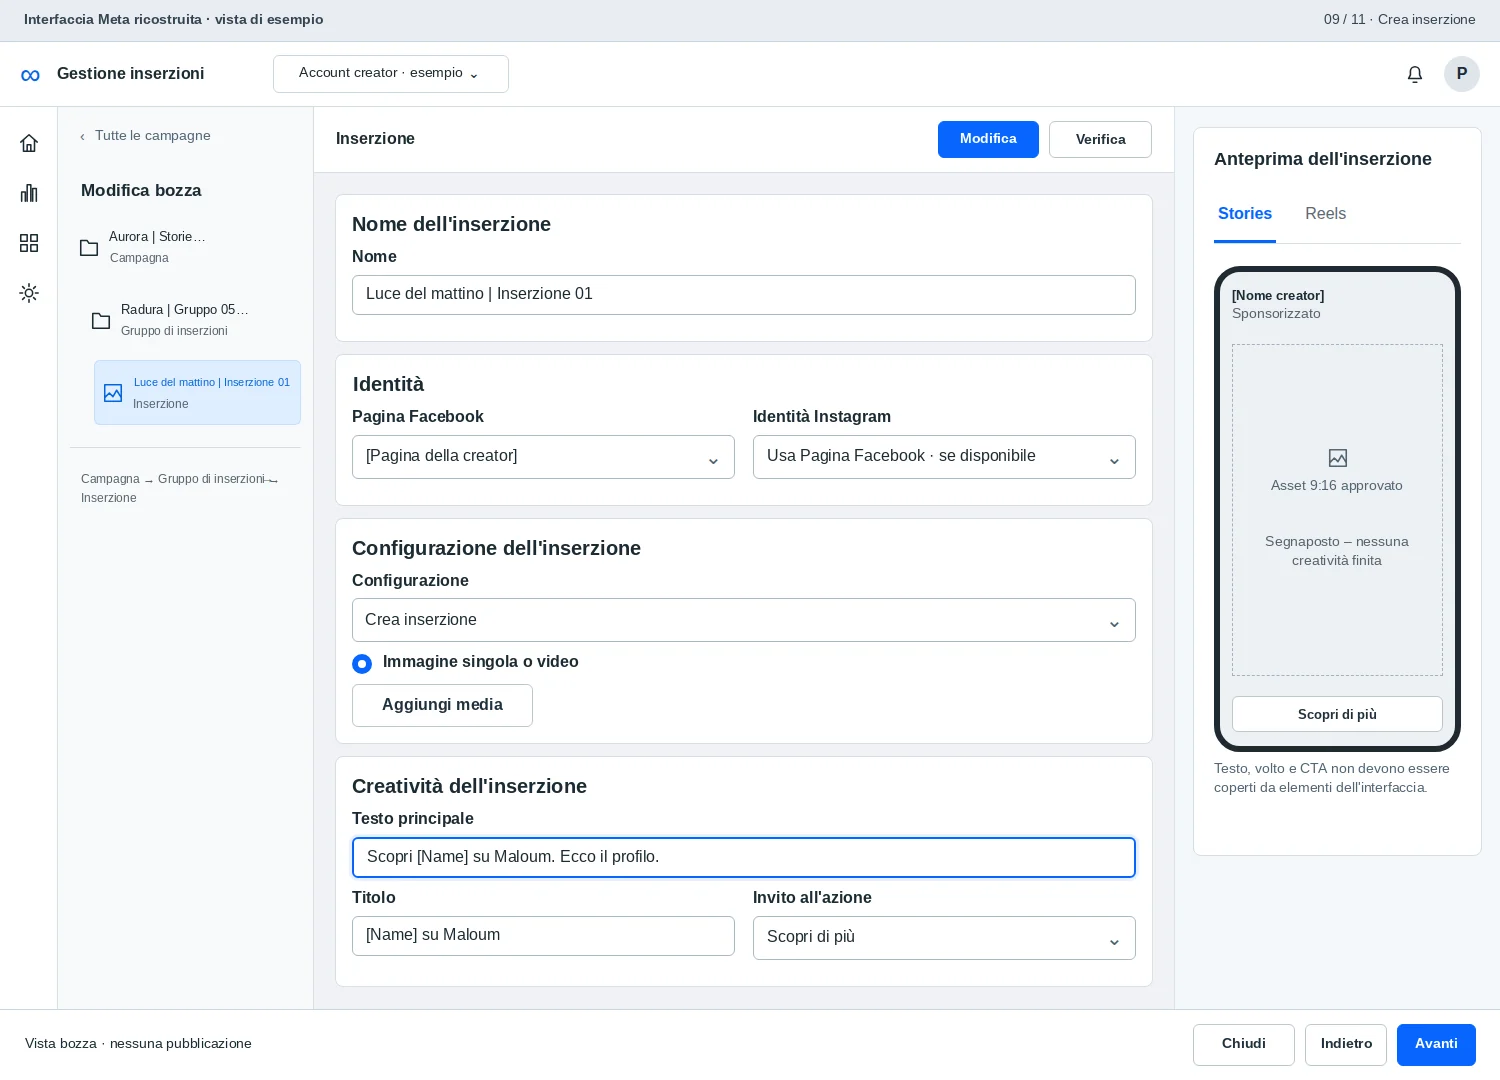 Interfaccia Meta ricostruita · vista di esempio
09 / 11 · Crea inserzione
Gestione inserzioni
Account creator · esempio
P
‹ Tutte le campagne
Modifica bozza
Aurora | Storie…
Campagna
Radura | Gruppo 05…
Gruppo di inserzioni
Luce del mattino | Inserzione 01
Inserzione
Campagna → Gruppo di inserzioni →
Inserzione
Inserzione
Modifica
Verifica
Nome dell'inserzione
Nome
Luce del mattino | Inserzione 01
Identità
Pagina Facebook
Identità Instagram
[Pagina della creator]
Usa Pagina Facebook · se disponibile
Configurazione dell'inserzione
Configurazione
Crea inserzione
Immagine singola o video
Aggiungi media
Creatività dell'inserzione
Testo principale
Scopri [Name] su Maloum. Ecco il profilo.
Titolo
Invito all'azione
[Name] su Maloum
Scopri di più
Anteprima dell'inserzione
Stories
Reels
[Nome creator]
Sponsorizzato
Asset 9:16 approvato
Segnaposto – nessuna
creatività finita
Scopri di più
Testo, volto e CTA non devono essere
coperti da elementi dell'interfaccia.
Vista bozza · nessuna pubblicazione
Chiudi
Indietro
Avanti